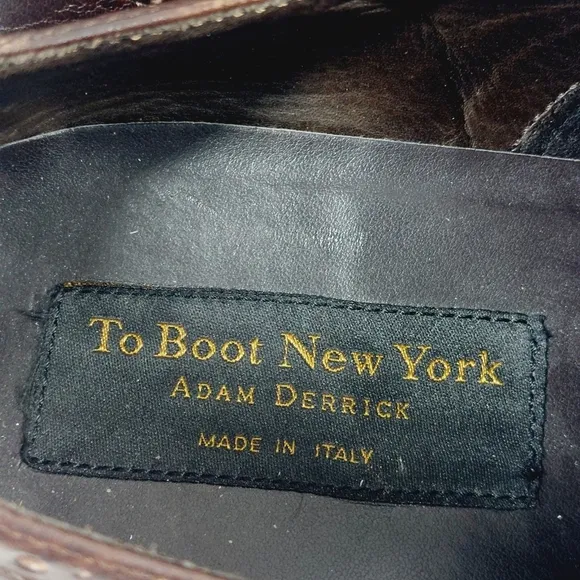 To Boot New York
ADAM DERRICK
MADE IN ITALY